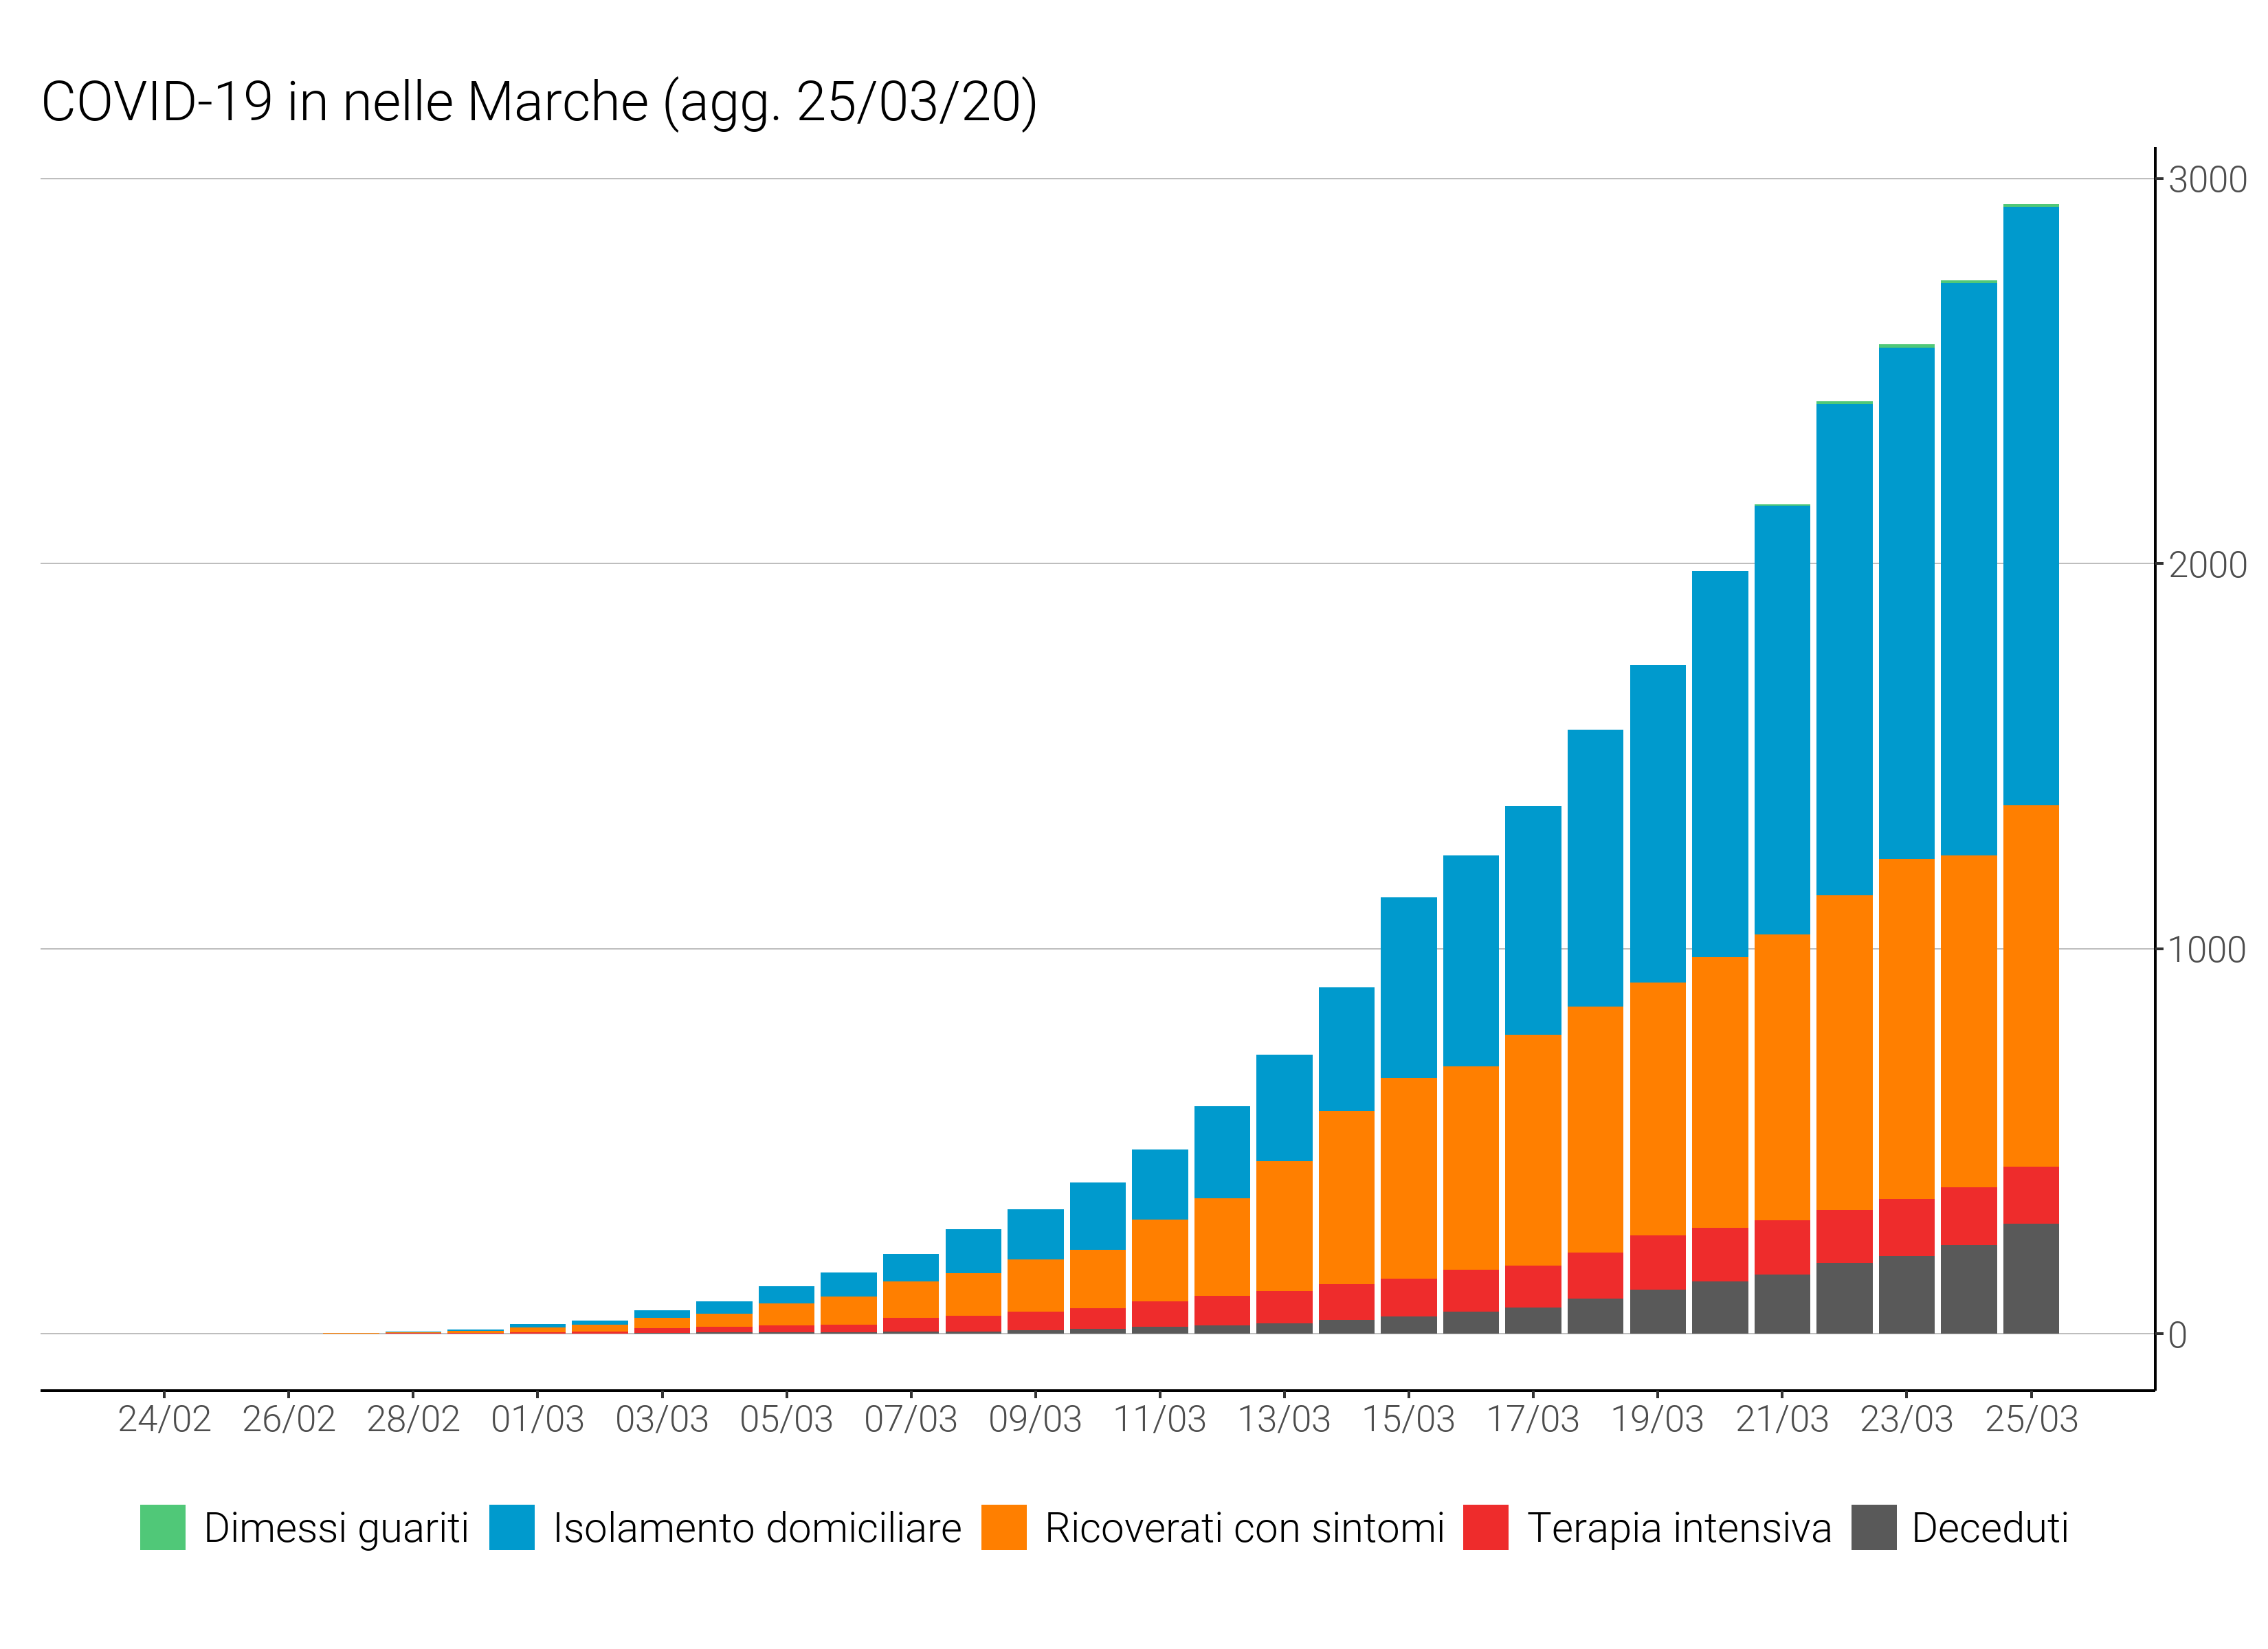 COVID-19 in nelle Marche (agg. 25/03/20)
3000
2000
1000
0
24/02 26/02 28/02 01/03 03/03 05/03 07/03 09/03 11/03 13/03 15/03 17/03 19/03 21/03 23/03 25/03
Dimessi guariti Isolamento domiciliare Ricoverati con sintomi Terapia intensiva Deceduti